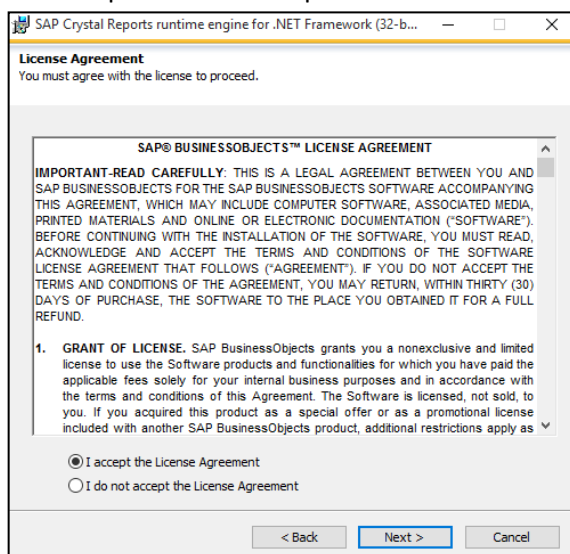 SAP Crystal Reports runtime engine for .NET Framework (32-b...
License Agreement
You must agree with the license to proceed.
SAP® BUSINESSOBJECTS™ LICENSE AGREEMENT
IMPORTANT-READ CAREFULLY: THIS IS A LEGAL AGREEMENT BETWEEN YOU AND
SAP BUSINESSOBJECTS FOR THE SAP BUSINESSOBJECTS SOFTWARE ACCOMPANYING
THIS AGREEMENT, WHICH MAY INCLUDE COMPUTER SOFTWARE, ASSOCIATED MEDIA,
PRINTED MATERIALS AND ONLINE OR ELECTRONIC DOCUMENTATION ("SOFTWARE").
BEFORE CONTINUING WITH THE INSTALLATION OF THE SOFTWARE, YOU MUST READ,
ACKNOWLEDGE AND ACCEPT THE TERMS AND CONDITIONS OF THE SOFTWARE
LICENSE AGREEMENT THAT FOLLOWS ("AGREEMENT"). IF YOU DO NOT ACCEPT THE
TERMS AND CONDITIONS OF THE AGREEMENT, YOU MAY RETURN, WITHIN THIRTY (30)
DAYS OF PURCHASE, THE SOFTWARE TO THE PLACE YOU OBTAINED IT FOR A FULL
REFUND.
1. GRANT OF LICENSE. SAP BusinessObjects grants you a nonexclusive and limited
license to use the Software products and functionalities for which you have paid the
applicable fees solely for your internal business purposes and in accordance with
the terms and conditions of this Agreement. The Software is licensed, not sold, to
you. If you acquired this product as a special offer or as a promotional license
included with another SAP BusinessObjects product, additional restrictions apply as
I accept the License Agreement
I do not accept the License Agreement
< Back Next > Cancel